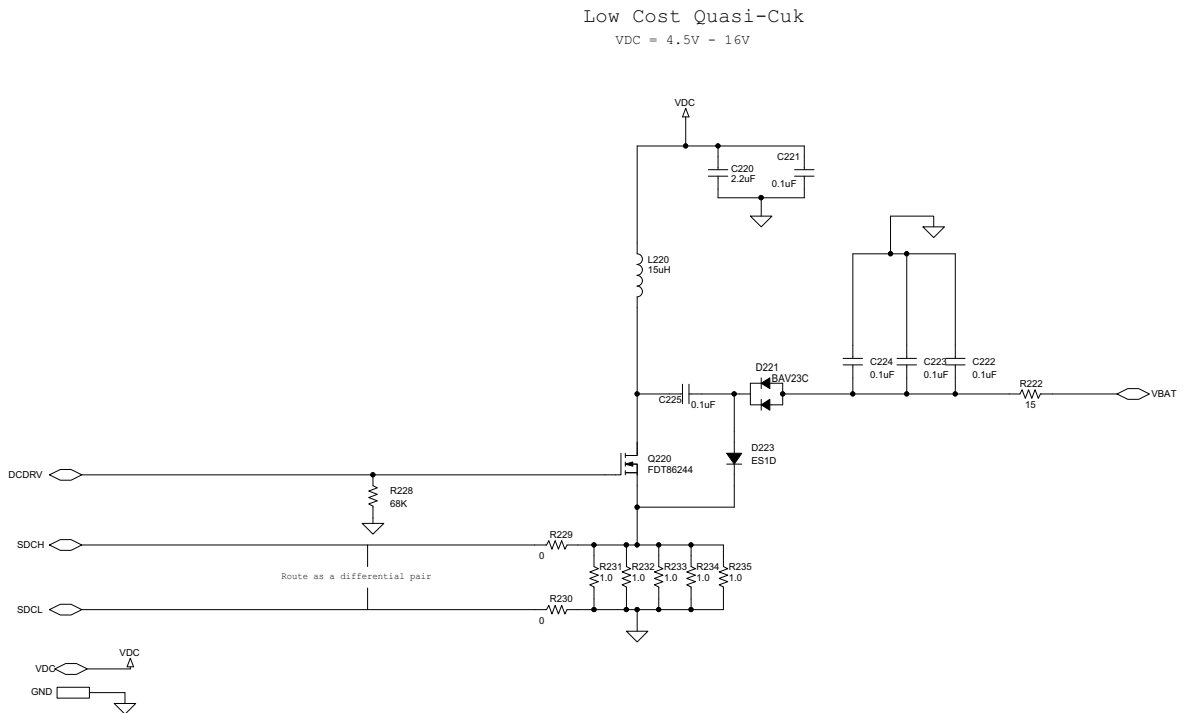 Low Cost Quasi-Cuk
VDC = 4.5V - 16V
VDC
C220
2.2uF
C221
0.1uF
L220
15uH
C224
0.1uF
C223
0.1uF
C222
0.1uF
D221
BAV23C
R222
15
VBAT
C225
0.1uF
D223
ES1D
Q220
FDT86244
DCDRV
R228
68K
SDCH
R229
0
Route as a differential pair
R231
1.0
R232
1.0
R233
1.0
R234
1.0
R235
1.0
SDCL
R230
0
VDC
VDC
GND